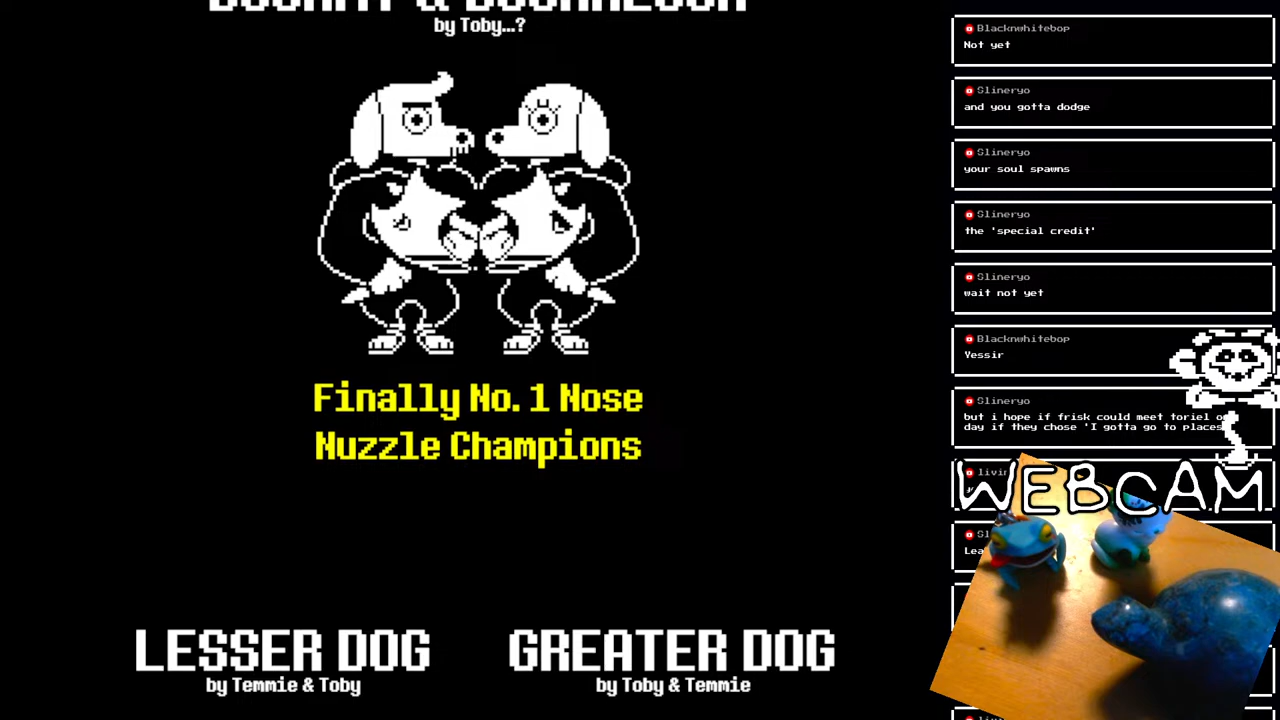 by Toby...?
Finally No. 1 Nose
Nuzzle Champions
LESSER DOG
by Temmie & Toby
GREATER DOG
by Toby & Temmie
Blacknwhitebop
Not yet
Slineryo
and you gotta dodge
Slineryo
your soul spawns
Slineryo
the 'special credit'
Slineryo
wait not yet
Blacknwhitebop
Yessir
Slineryo
but i hope if frisk could meet toriel
day if they chose 'I gotta go to places
WEBCAM